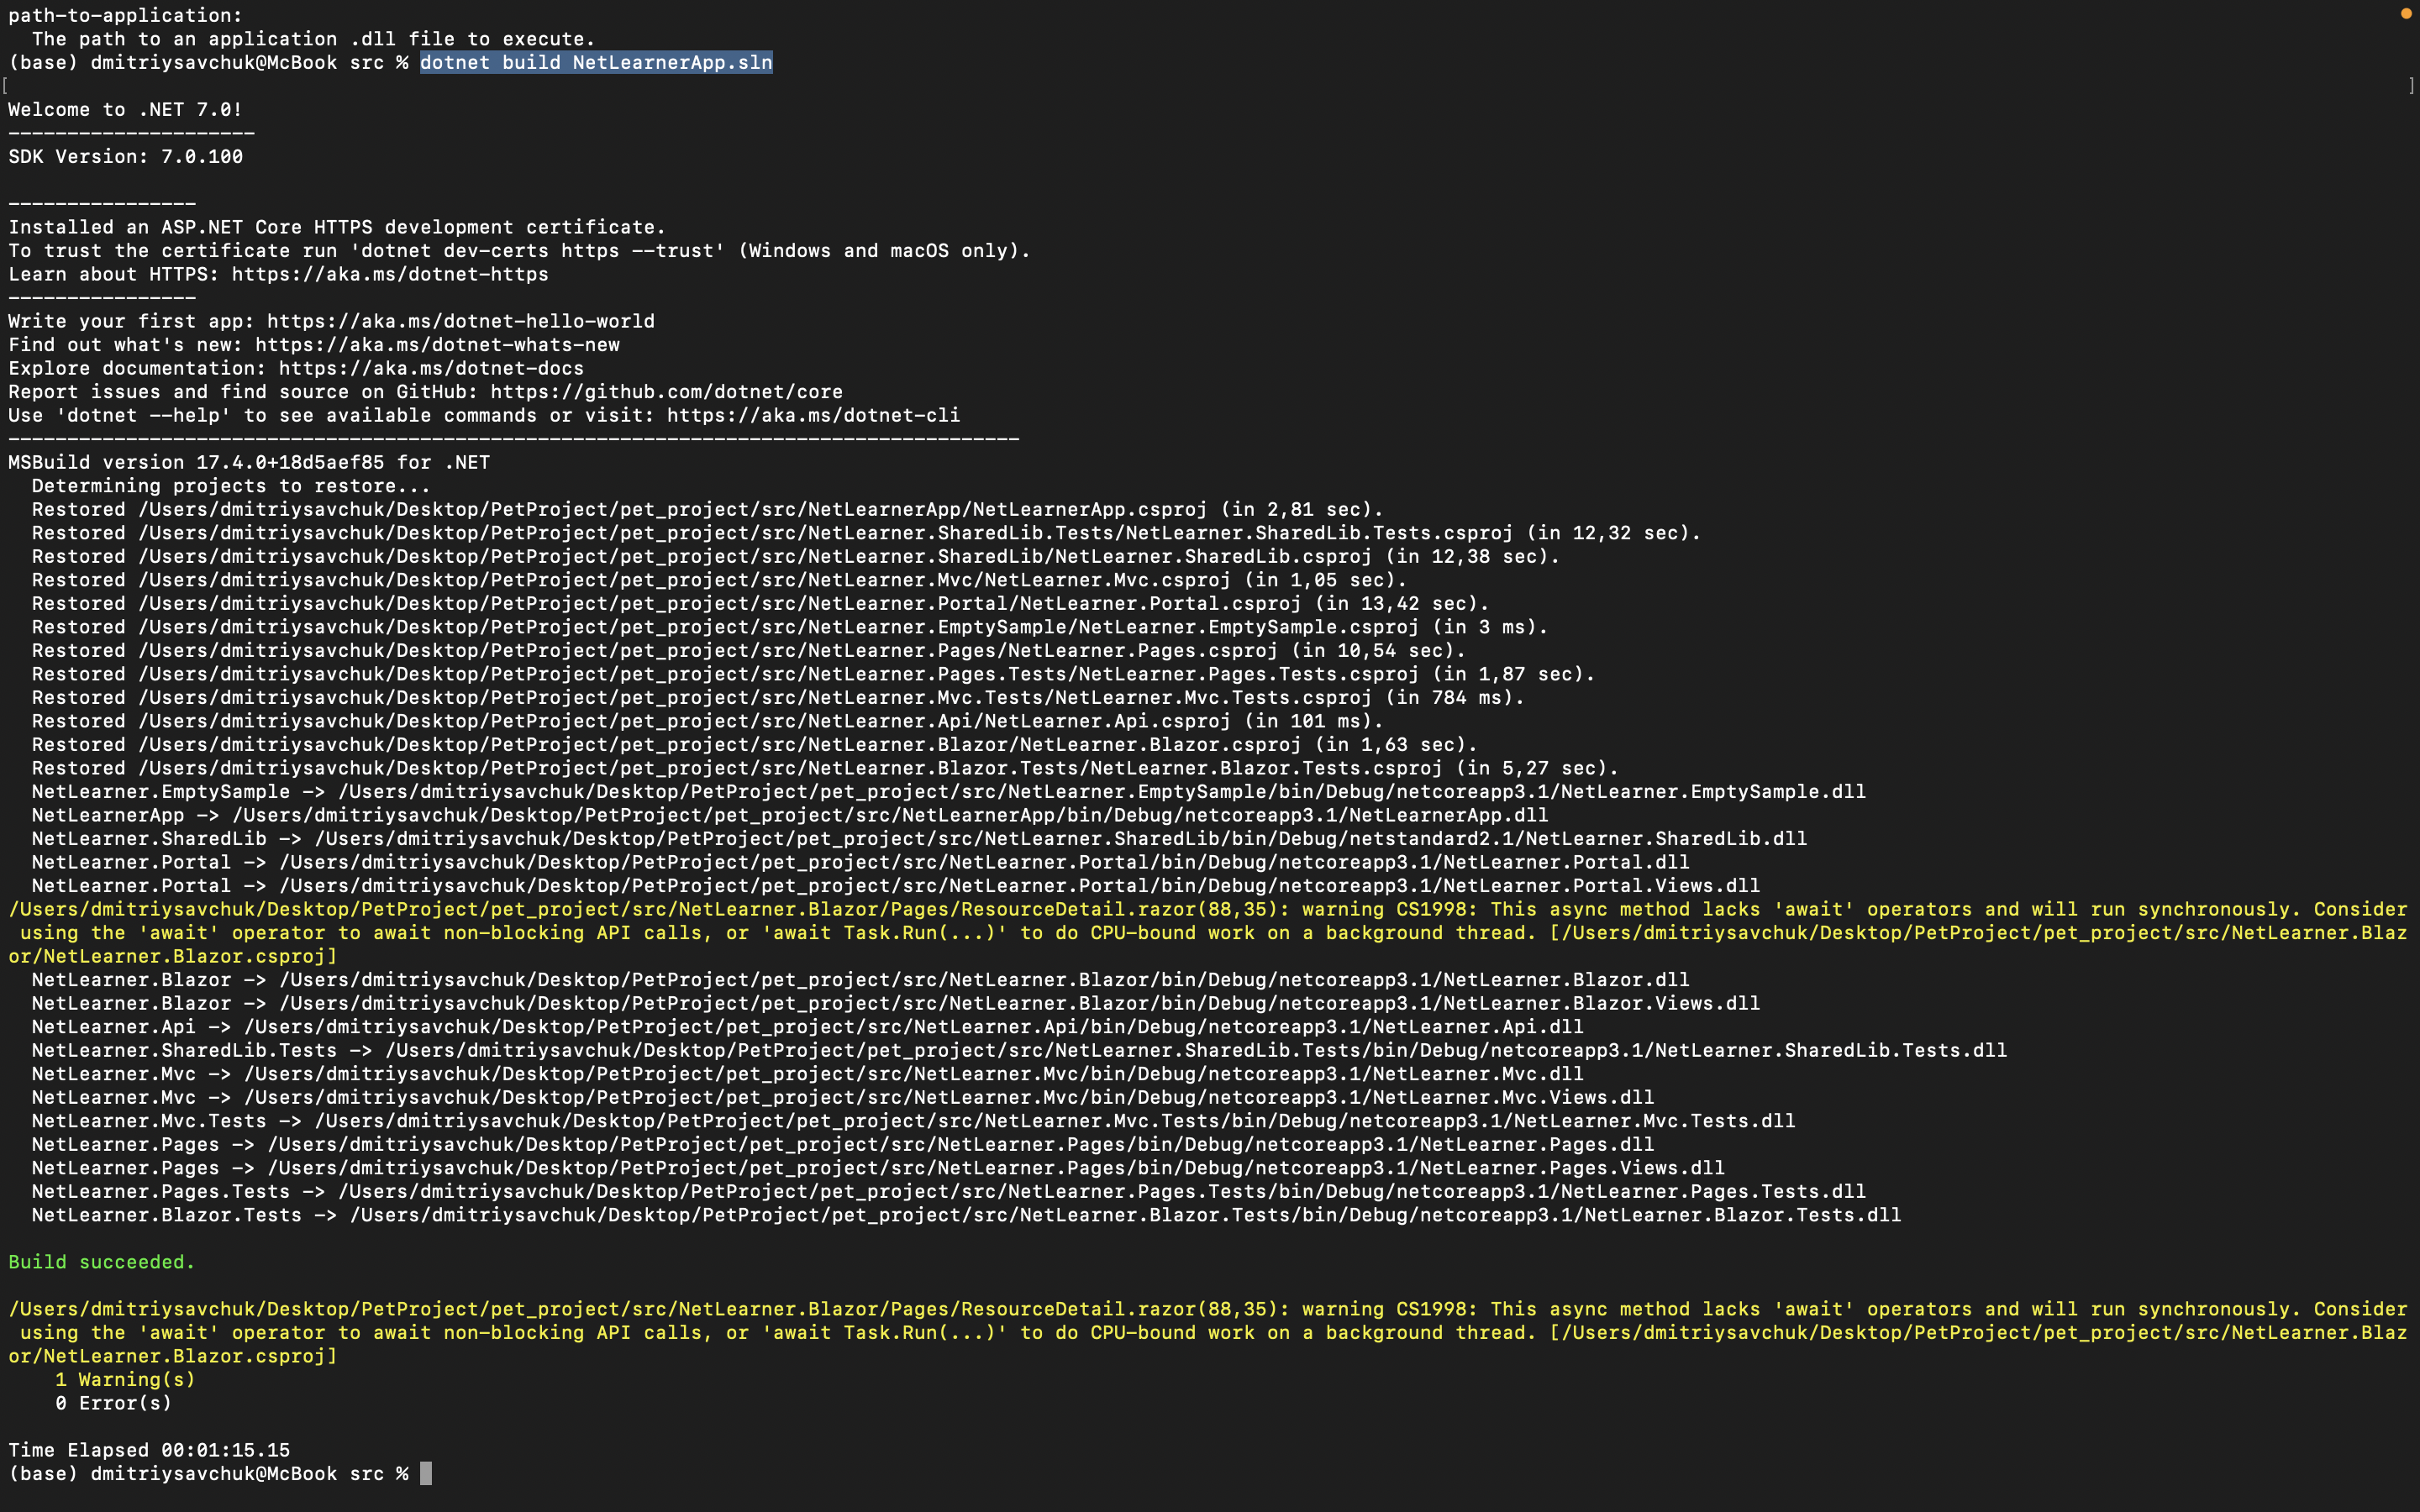 path-to-application:
  The path to an application .dll file to execute.
(base) dmitriysavchuk@McBook src % dotnet build NetLearnerApp.sln
[ ]
Welcome to .NET 7.0!
---------------------
SDK Version: 7.0.100

----------------
Installed an ASP.NET Core HTTPS development certificate.
To trust the certificate run 'dotnet dev-certs https --trust' (Windows and macOS only).
Learn about HTTPS: https://aka.ms/dotnet-https
----------------
Write your first app: https://aka.ms/dotnet-hello-world
Find out what's new: https://aka.ms/dotnet-whats-new
Explore documentation: https://aka.ms/dotnet-docs
Report issues and find source on GitHub: https://github.com/dotnet/core
Use 'dotnet --help' to see available commands or visit: https://aka.ms/dotnet-cli
--------------------------------------------------------------------------------------
MSBuild version 17.4.0+18d5aef85 for .NET
  Determining projects to restore...
  Restored /Users/dmitriysavchuk/Desktop/PetProject/pet_project/src/NetLearnerApp/NetLearnerApp.csproj (in 2,81 sec).
  Restored /Users/dmitriysavchuk/Desktop/PetProject/pet_project/src/NetLearner.SharedLib.Tests/NetLearner.SharedLib.Tests.csproj (in 12,32 sec).
  Restored /Users/dmitriysavchuk/Desktop/PetProject/pet_project/src/NetLearner.SharedLib/NetLearner.SharedLib.csproj (in 12,38 sec).
  Restored /Users/dmitriysavchuk/Desktop/PetProject/pet_project/src/NetLearner.Mvc/NetLearner.Mvc.csproj (in 1,05 sec).
  Restored /Users/dmitriysavchuk/Desktop/PetProject/pet_project/src/NetLearner.Portal/NetLearner.Portal.csproj (in 13,42 sec).
  Restored /Users/dmitriysavchuk/Desktop/PetProject/pet_project/src/NetLearner.EmptySample/NetLearner.EmptySample.csproj (in 3 ms).
  Restored /Users/dmitriysavchuk/Desktop/PetProject/pet_project/src/NetLearner.Pages/NetLearner.Pages.csproj (in 10,54 sec).
  Restored /Users/dmitriysavchuk/Desktop/PetProject/pet_project/src/NetLearner.Pages.Tests/NetLearner.Pages.Tests.csproj (in 1,87 sec).
  Restored /Users/dmitriysavchuk/Desktop/PetProject/pet_project/src/NetLearner.Mvc.Tests/NetLearner.Mvc.Tests.csproj (in 784 ms).
  Restored /Users/dmitriysavchuk/Desktop/PetProject/pet_project/src/NetLearner.Api/NetLearner.Api.csproj (in 101 ms).
  Restored /Users/dmitriysavchuk/Desktop/PetProject/pet_project/src/NetLearner.Blazor/NetLearner.Blazor.csproj (in 1,63 sec).
  Restored /Users/dmitriysavchuk/Desktop/PetProject/pet_project/src/NetLearner.Blazor.Tests/NetLearner.Blazor.Tests.csproj (in 5,27 sec).
  NetLearner.EmptySample -> /Users/dmitriysavchuk/Desktop/PetProject/pet_project/src/NetLearner.EmptySample/bin/Debug/netcoreapp3.1/NetLearner.EmptySample.dll
  NetLearnerApp -> /Users/dmitriysavchuk/Desktop/PetProject/pet_project/src/NetLearnerApp/bin/Debug/netcoreapp3.1/NetLearnerApp.dll
  NetLearner.SharedLib -> /Users/dmitriysavchuk/Desktop/PetProject/pet_project/src/NetLearner.SharedLib/bin/Debug/netstandard2.1/NetLearner.SharedLib.dll
  NetLearner.Portal -> /Users/dmitriysavchuk/Desktop/PetProject/pet_project/src/NetLearner.Portal/bin/Debug/netcoreapp3.1/NetLearner.Portal.dll
  NetLearner.Portal -> /Users/dmitriysavchuk/Desktop/PetProject/pet_project/src/NetLearner.Portal/bin/Debug/netcoreapp3.1/NetLearner.Portal.Views.dll
/Users/dmitriysavchuk/Desktop/PetProject/pet_project/src/NetLearner.Blazor/Pages/ResourceDetail.razor(88,35): warning CS1998: This async method lacks 'await' operators and will run synchronously. Consider
 using the 'await' operator to await non-blocking API calls, or 'await Task.Run(...)' to do CPU-bound work on a background thread. [/Users/dmitriysavchuk/Desktop/PetProject/pet_project/src/NetLearner.Blaz
or/NetLearner.Blazor.csproj]
  NetLearner.Blazor -> /Users/dmitriysavchuk/Desktop/PetProject/pet_project/src/NetLearner.Blazor/bin/Debug/netcoreapp3.1/NetLearner.Blazor.dll
  NetLearner.Blazor -> /Users/dmitriysavchuk/Desktop/PetProject/pet_project/src/NetLearner.Blazor/bin/Debug/netcoreapp3.1/NetLearner.Blazor.Views.dll
  NetLearner.Api -> /Users/dmitriysavchuk/Desktop/PetProject/pet_project/src/NetLearner.Api/bin/Debug/netcoreapp3.1/NetLearner.Api.dll
  NetLearner.SharedLib.Tests -> /Users/dmitriysavchuk/Desktop/PetProject/pet_project/src/NetLearner.SharedLib.Tests/bin/Debug/netcoreapp3.1/NetLearner.SharedLib.Tests.dll
  NetLearner.Mvc -> /Users/dmitriysavchuk/Desktop/PetProject/pet_project/src/NetLearner.Mvc/bin/Debug/netcoreapp3.1/NetLearner.Mvc.dll
  NetLearner.Mvc -> /Users/dmitriysavchuk/Desktop/PetProject/pet_project/src/NetLearner.Mvc/bin/Debug/netcoreapp3.1/NetLearner.Mvc.Views.dll
  NetLearner.Mvc.Tests -> /Users/dmitriysavchuk/Desktop/PetProject/pet_project/src/NetLearner.Mvc.Tests/bin/Debug/netcoreapp3.1/NetLearner.Mvc.Tests.dll
  NetLearner.Pages -> /Users/dmitriysavchuk/Desktop/PetProject/pet_project/src/NetLearner.Pages/bin/Debug/netcoreapp3.1/NetLearner.Pages.dll
  NetLearner.Pages -> /Users/dmitriysavchuk/Desktop/PetProject/pet_project/src/NetLearner.Pages/bin/Debug/netcoreapp3.1/NetLearner.Pages.Views.dll
  NetLearner.Pages.Tests -> /Users/dmitriysavchuk/Desktop/PetProject/pet_project/src/NetLearner.Pages.Tests/bin/Debug/netcoreapp3.1/NetLearner.Pages.Tests.dll
  NetLearner.Blazor.Tests -> /Users/dmitriysavchuk/Desktop/PetProject/pet_project/src/NetLearner.Blazor.Tests/bin/Debug/netcoreapp3.1/NetLearner.Blazor.Tests.dll

Build succeeded.

/Users/dmitriysavchuk/Desktop/PetProject/pet_project/src/NetLearner.Blazor/Pages/ResourceDetail.razor(88,35): warning CS1998: This async method lacks 'await' operators and will run synchronously. Consider
 using the 'await' operator to await non-blocking API calls, or 'await Task.Run(...)' to do CPU-bound work on a background thread. [/Users/dmitriysavchuk/Desktop/PetProject/pet_project/src/NetLearner.Blaz
or/NetLearner.Blazor.csproj]
    1 Warning(s)
    0 Error(s)

Time Elapsed 00:01:15.15
(base) dmitriysavchuk@McBook src %